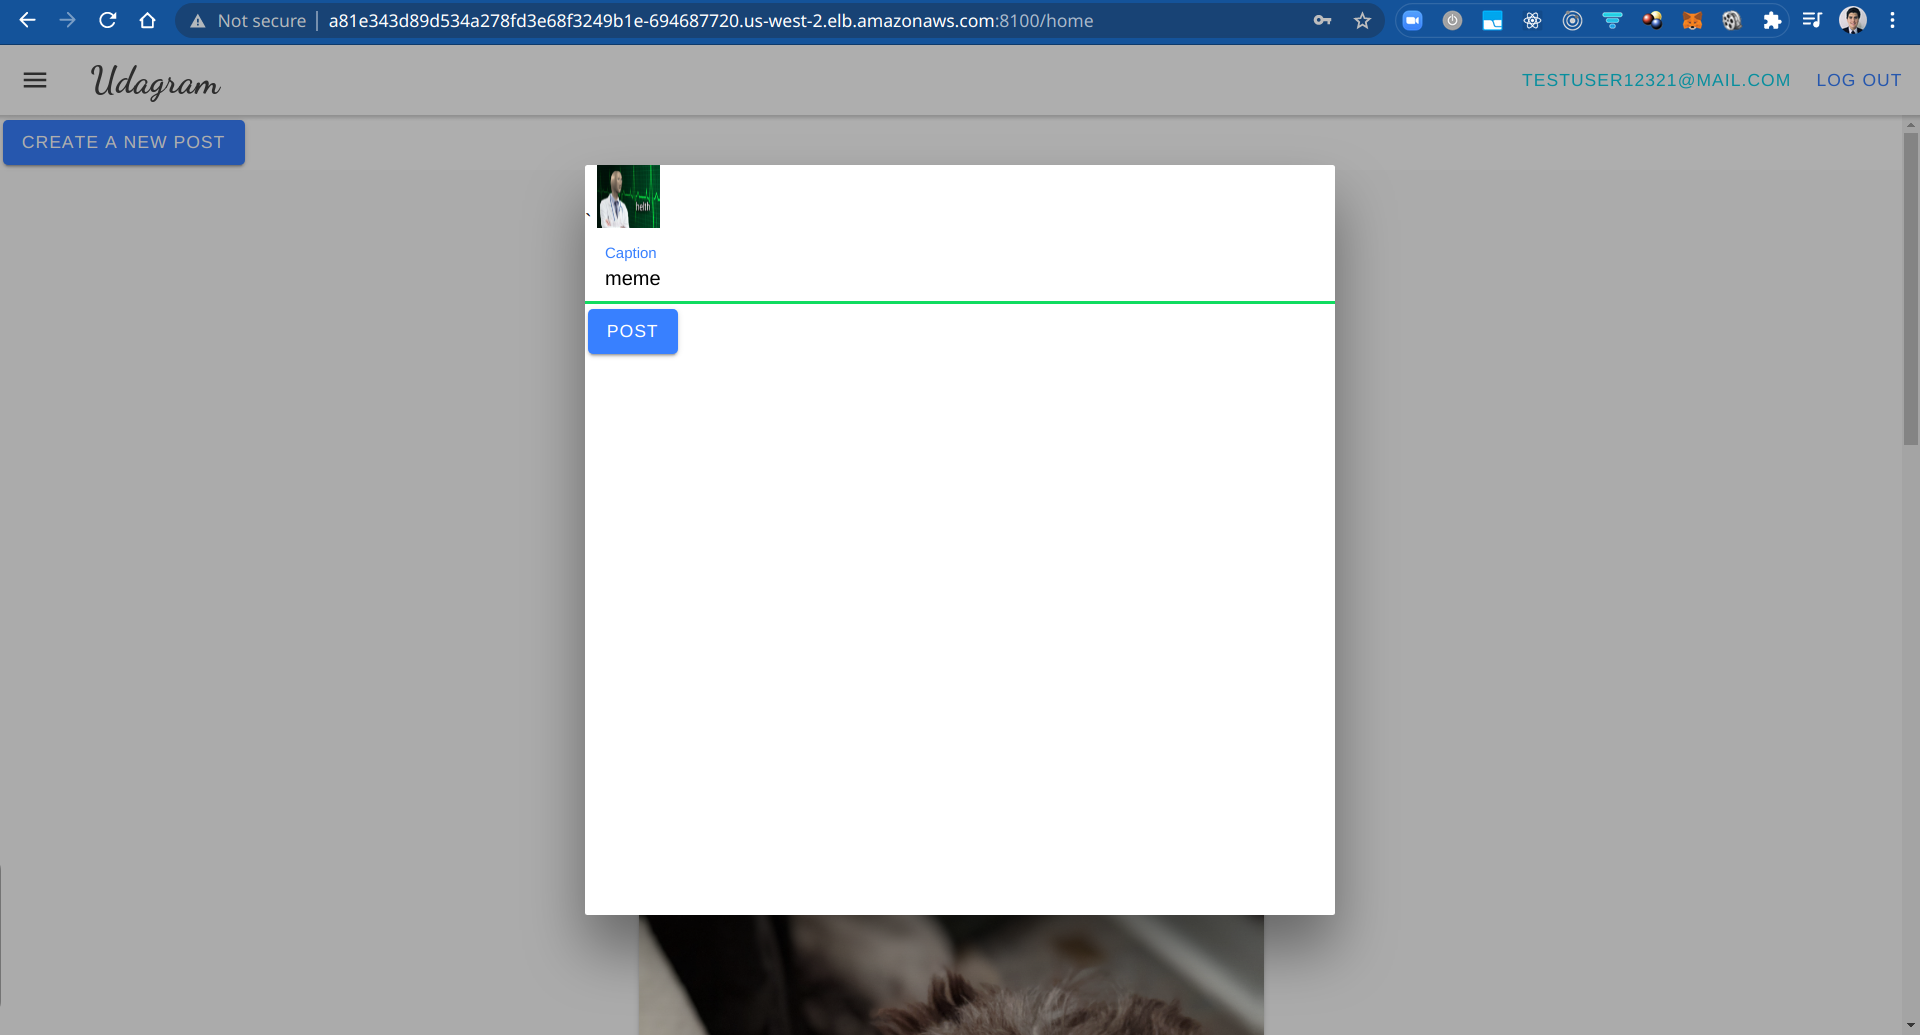 Not secure | a81e343d89d534a278fd3e68f3249b1e-694687720.us-west-2.elb.amazonaws.com:8100/home
Udagram
TESTUSER12321@MAIL.COM LOG OUT
CREATE A NEW POST
helth
`
Caption
meme
POST